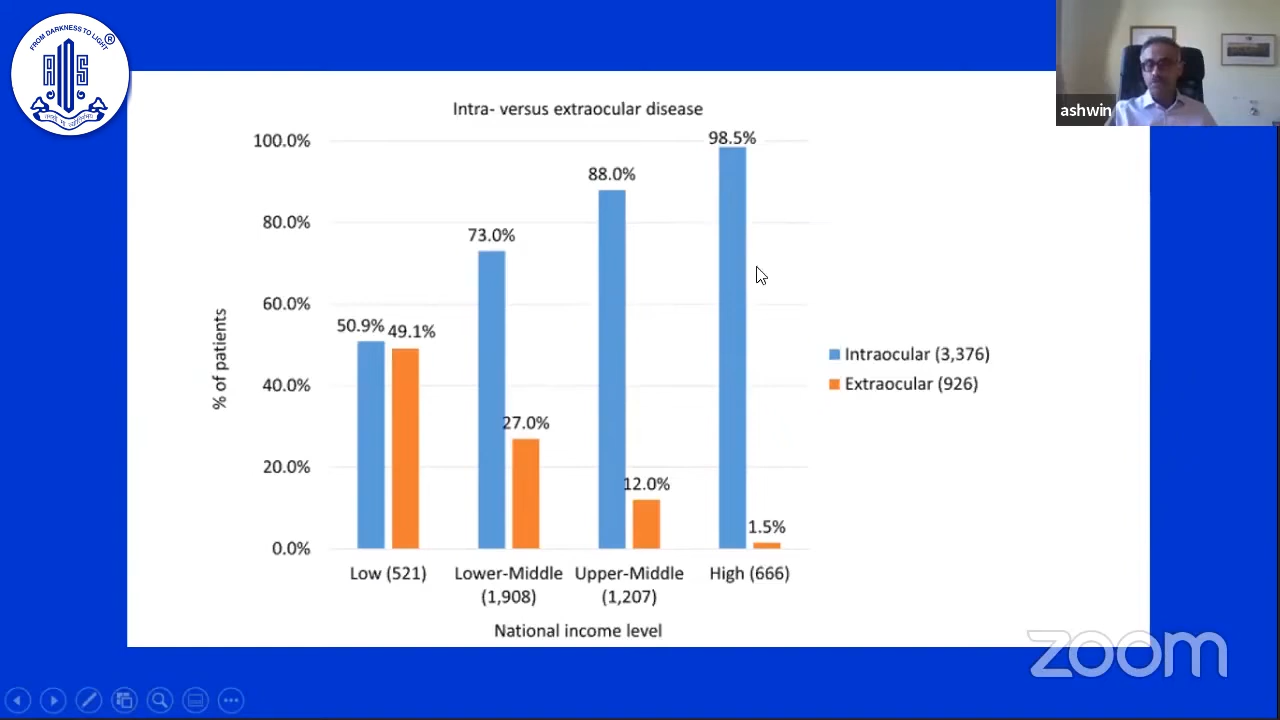 FROM DARKNESS TO LIGHT
®
AIOS
ashwin
Intra- versus extraocular disease
100.0%
80.0%
60.0%
40.0%
20.0%
0.0%
% of patients
50.9%
49.1%
73.0%
27.0%
88.0%
12.0%
98.5%
1.5%
Low (521)
Lower-Middle
(1,908)
Upper-Middle
(1,207)
High (666)
National income level
Intraocular (3,376)
Extraocular (926)
zoom